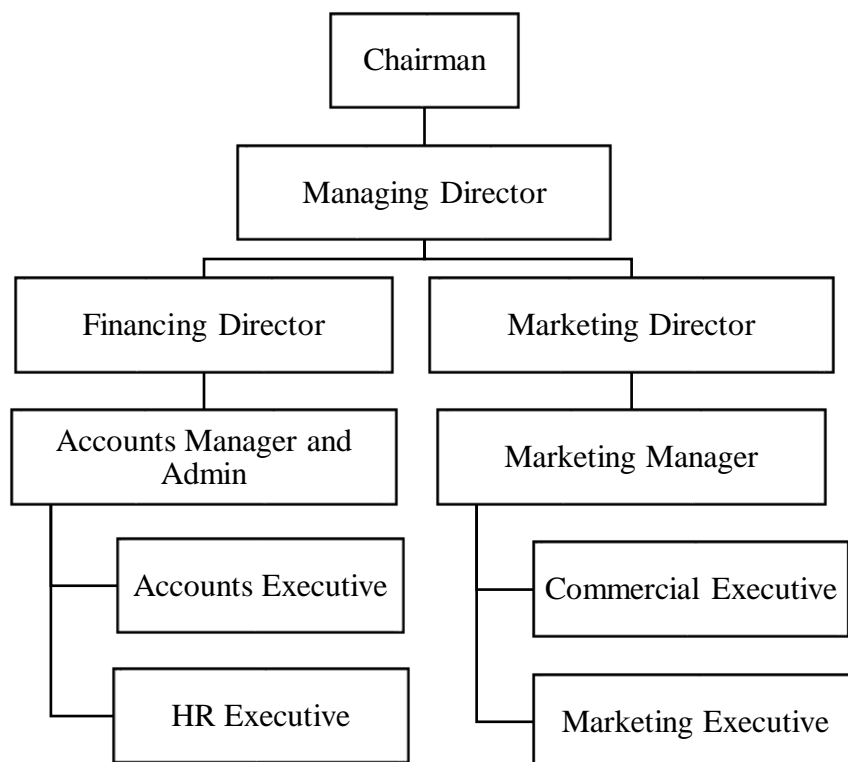 Chairman
Managing Director
Financing Director
Marketing Director
Accounts Manager and
Admin
Marketing Manager
Accounts Executive
Commercial Executive
HR Executive
Marketing Executive